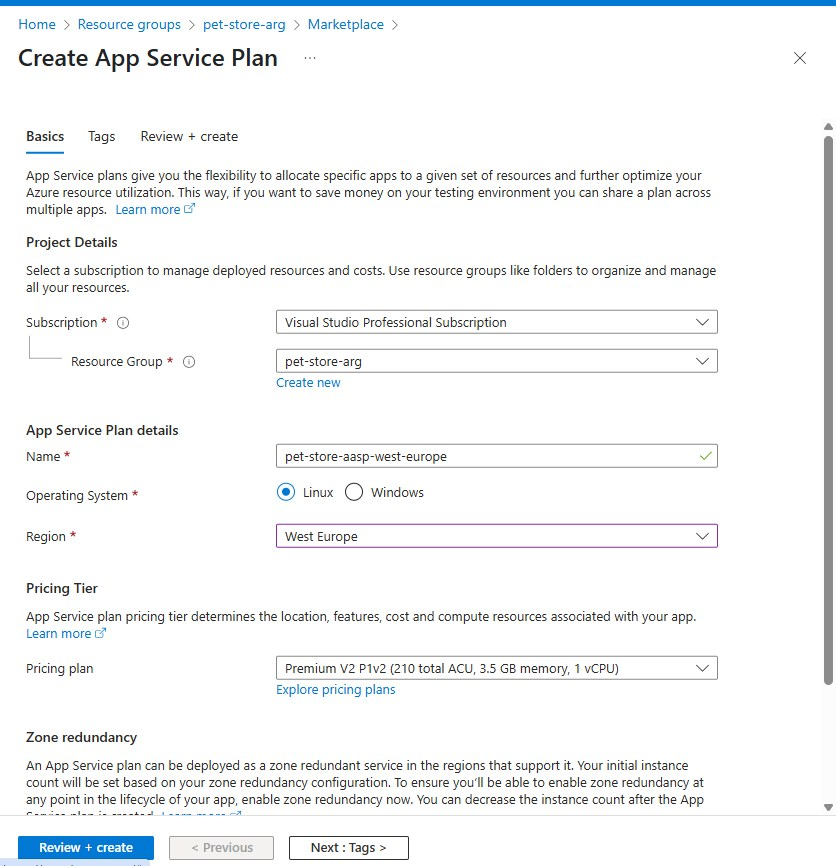 Home > Resource groups > pet-store-arg > Marketplace >
Create App Service Plan ...
Basics Tags Review + create
App Service plans give you the flexibility to allocate specific apps to a given set of resources and further optimize your
Azure resource utilization. This way, if you want to save money on your testing environment you can share a plan across
multiple apps. Learn more
Project Details
Select a subscription to manage deployed resources and costs. Use resource groups like folders to organize and manage
all your resources.
Subscription * Visual Studio Professional Subscription
Resource Group * pet-store-arg
Create new
App Service Plan details
Name * pet-store-aasp-west-europe
Operating System * Linux Windows
Region * West Europe
Pricing Tier
App Service plan pricing tier determines the location, features, cost and compute resources associated with your app.
Learn more
Pricing plan Premium V2 P1v2 (210 total ACU, 3.5 GB memory, 1 vCPU)
Explore pricing plans
Zone redundancy
An App Service plan can be deployed as a zone redundant service in the regions that support it. Your initial instance
count will be set based on your zone redundancy configuration. To ensure you'll be able to enable zone redundancy at
any point in the lifecycle of your app, enable zone redundancy now. You can decrease the instance count after the App
Service plan is created. Learn more
Review + create < Previous Next : Tags >